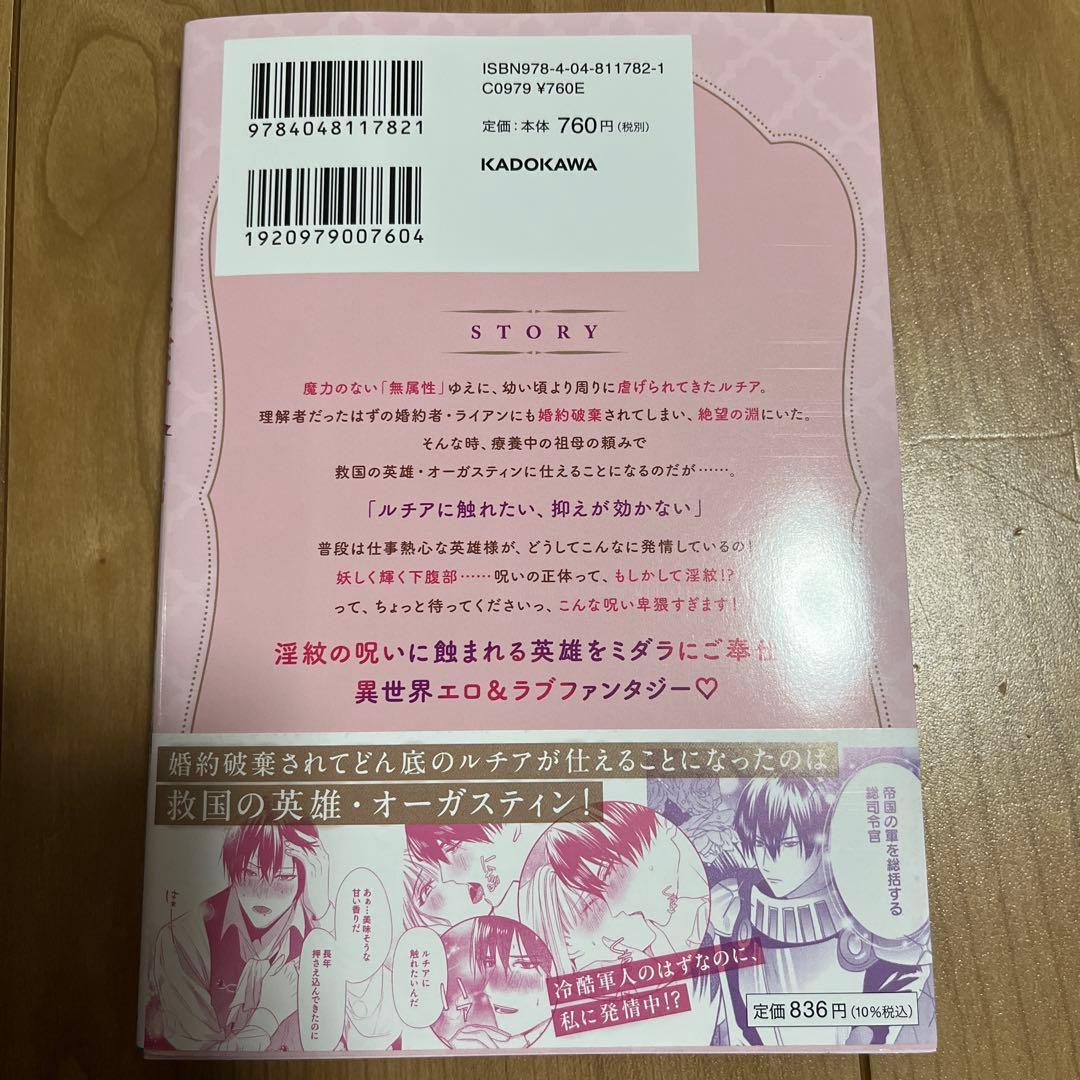 9784048117821
1920979007604
ISBN978-4-04-811782-1
C0979 ¥760E
定価：本体 760円（税別）
KADOKAWA
STORY
魔力のない「無属性」ゆえに、幼い頃より周りに虐げられてきたルチア。
理解者だったはずの婚約者・ライアンにも婚約破棄されてしまい、絶望の淵にいた。
そんな時、療養中の祖母の頼みで
救国の英雄・オーガスティンに仕えることになるのだが……。
「ルチアに触れたい、抑えが効かない」
普段は仕事熱心な英雄様が、どうしてこんなに発情しているの！
妖しく輝く下腹部……呪いの正体って、もしかして淫紋!?
って、ちょっと待ってくださいっ、こんな呪い卑猥すぎます！
淫紋の呪いに蝕まれる英雄をミダラにご奉仕
異世界エロ＆ラブファンタジー♡
婚約破棄されてどん底のルチアが仕えることになったのは
救国の英雄・オーガスティン！
帝国の軍を総括する
総司令官
あぁ…美味そうな
甘い香りだ
長年
押さえ込んできたのに
ルチアに
触れたいんだ
冷酷軍人のはずなのに、
私に発情中!?
定価836円（10％税込）